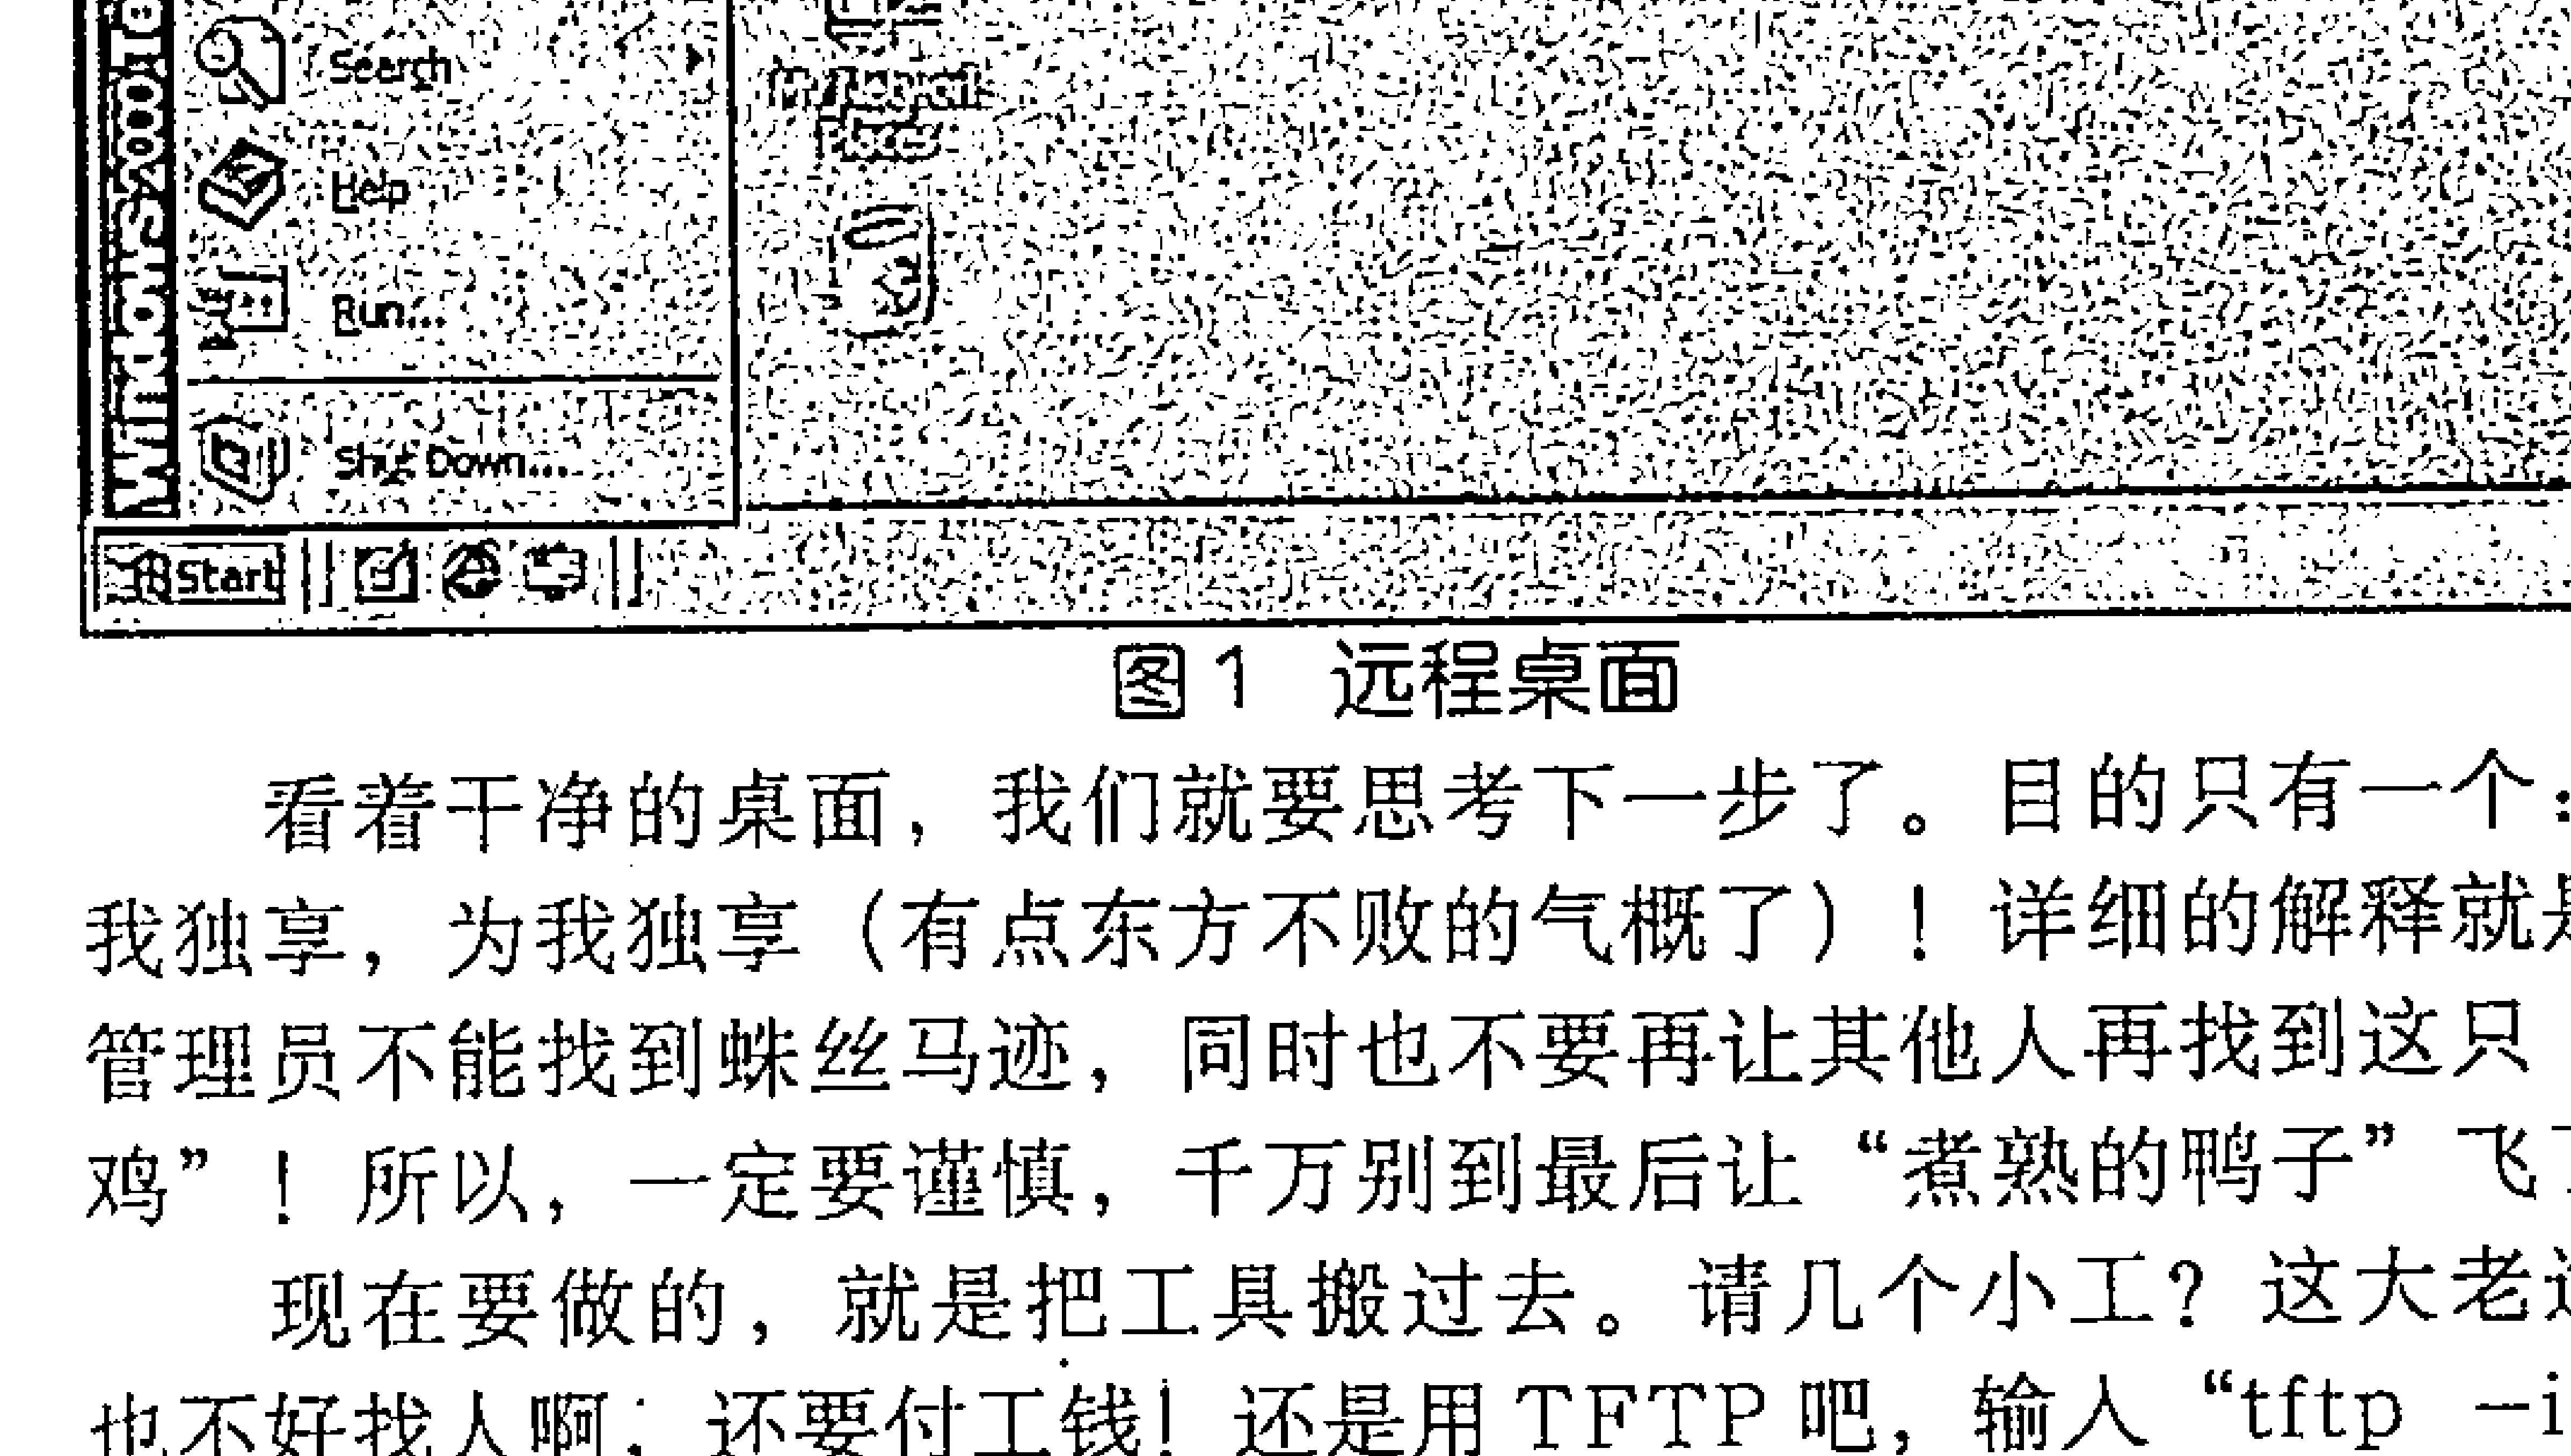 Search
Help
Run...
Shut Down...
Start
图1 远程桌面
看着干净的桌面，我们就要思考下一步了。目的只有一个：
我独享，为我独享（有点东方不败的气概了）！详细的解释就是
管理员不能找到蛛丝马迹，同时也不要再让其他人再找到这只
鸡”！所以，一定要谨慎，千万别到最后让“煮熟的鸭子”飞
现在要做的，就是把工具搬过去。请几个小工？这大老
也不好找人啊；还要付工钱！还是用TFTP吧，输入“tftp -i